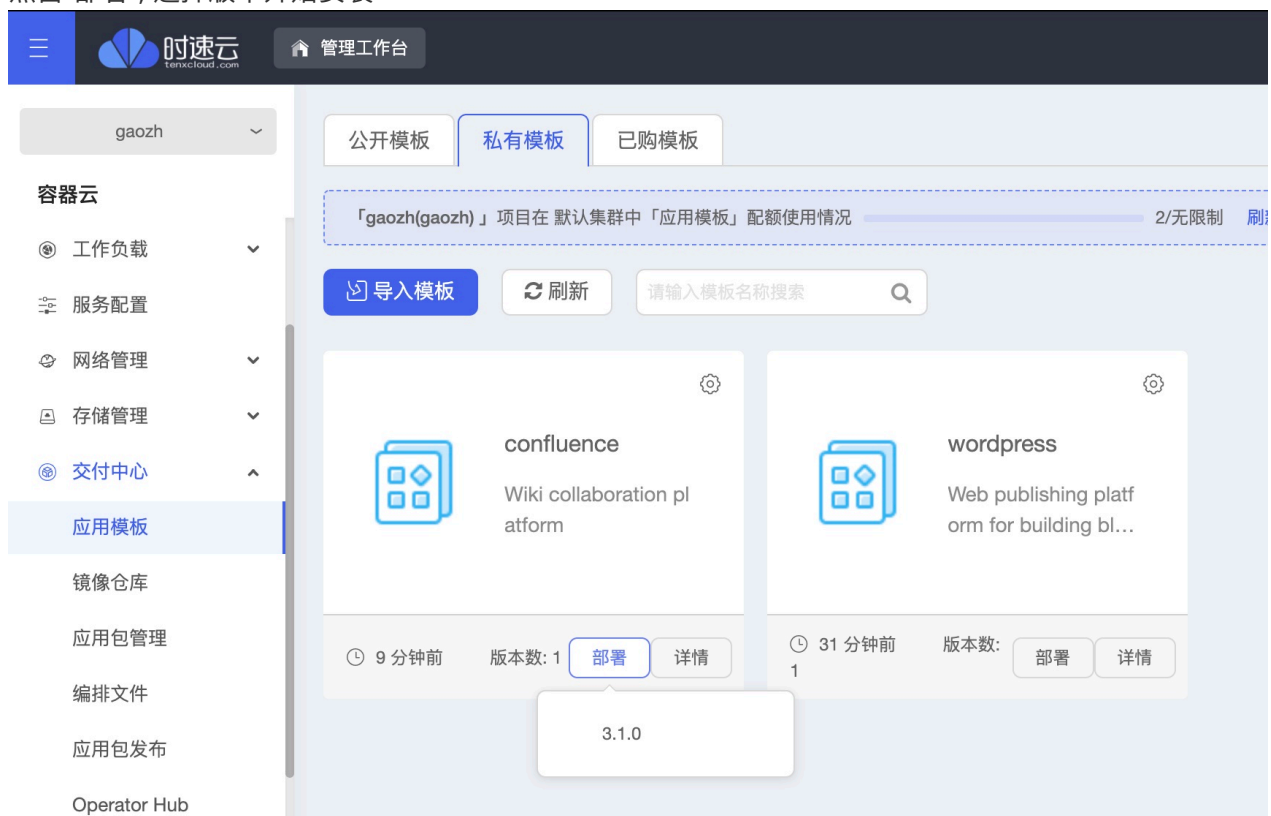 时速云
tenxcloud.com
管理工作台
gaozh
容器云
工作负载
服务配置
网络管理
存储管理
交付中心
应用模板
镜像仓库
应用包管理
编排文件
应用包发布
Operator Hub
公开模板
私有模板
已购模板
「gaozh(gaozh) 」项目在 默认集群中「应用模板」配额使用情况
2/无限制
导入模板
刷新
请输入模板名称搜索
confluence
Wiki collaboration pl
atform
9 分钟前
版本数: 1
部署
详情
3.1.0
wordpress
Web publishing platf
orm for building bl...
31 分钟前
版本数:
1
部署
详情